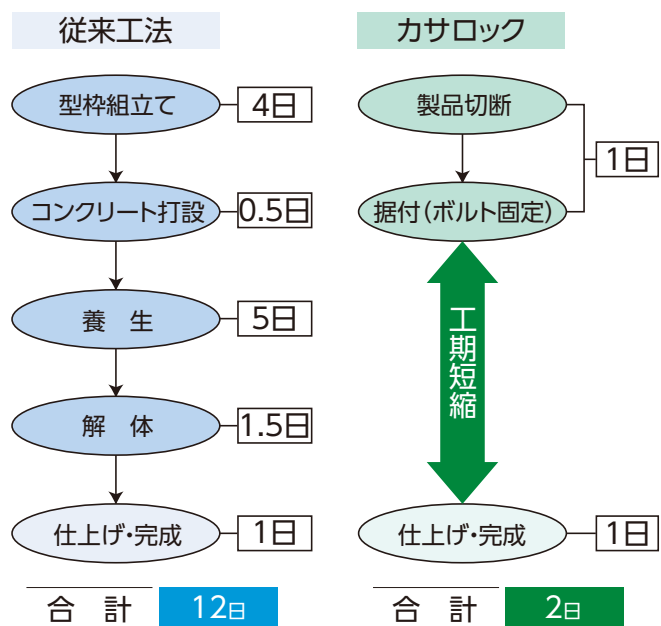 従来工法
型枠組立て
4日
コンクリート打設
0.5日
養　生
5日
解　体
1.5日
仕上げ・完成
1日
合　計
12日
カサロック
製品切断
据付(ボルト固定)
1日
工期短縮
仕上げ・完成
1日
合　計
2日